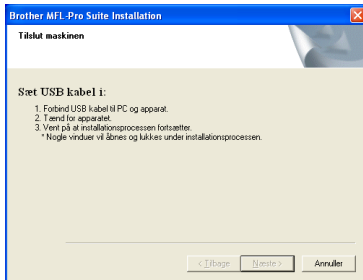 Brother MFL-Pro Suite Installation
Tilslut maskinen
Sæt USB kabel i:
1. Forbind USB kabel til PC og apparat.
2. Tænd for apparatet.
3. Vent på at installationsprocessen fortsætter.
* Nogle vinduer vil åbnes og lukkes under installationsprocessen.
< Tilbage
Næste >
Annuller